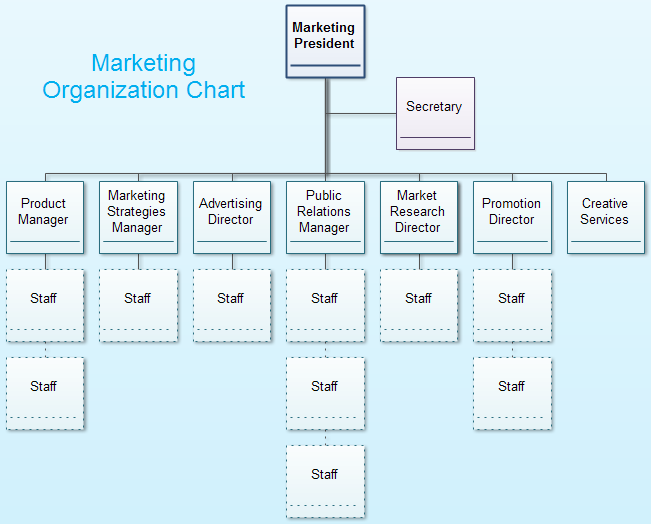 Marketing
President
Marketing
Organization Chart
Secretary
Product
Manager
Marketing
Strategies
Manager
Advertising
Director
Public
Relations
Manager
Market
Research
Director
Promotion
Director
Creative
Services
Staff
Staff
Staff
Staff
Staff
Staff
Staff
Staff
Staff
Staff